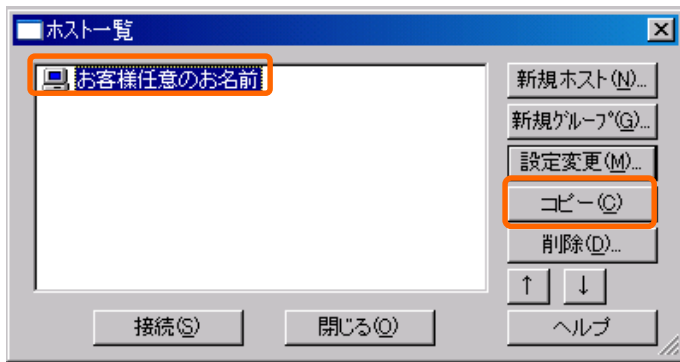 ホスト一覧
お客様任意のお名前
新規ホスト(N)...
新規ｸﾞﾙｰﾌﾟ(G)...
設定変更(M)...
コピー(C)
削除(D)...
↑ ↓
接続(S)
閉じる(O)
ヘルプ